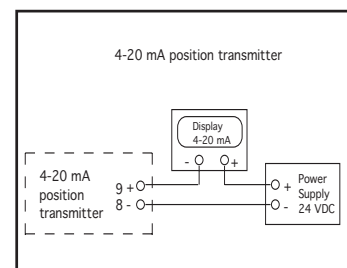 4-20 mA position transmitter
Display
4-20 mA
- +
4-20 mA
position
transmitter
9 +
8 -
+
-
Power
Supply
24 VDC